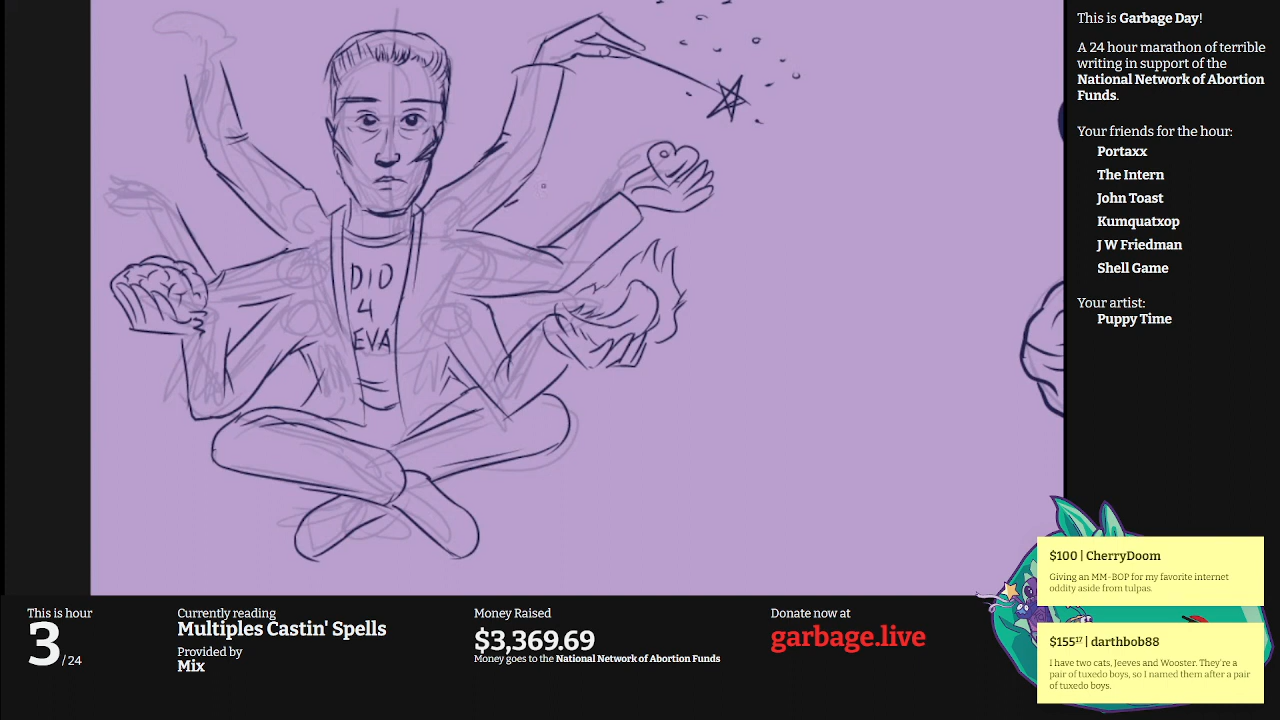 DIO
4
EVA
This is Garbage Day!
A 24 hour marathon of terrible
writing in support of the
National Network of Abortion
Funds.
Your friends for the hour:
Portaxx
The Intern
John Toast
Kumquatxop
J W Friedman
Shell Game
Your artist:
Puppy Time
$100 | CherryDoom
Giving an MM-BOP for my favorite internet
oddity aside from tulpas.
$155¹⁷ | darthbob88
I have two cats, Jeeves and Wooster. They're a
pair of tuxedo boys, so I named them after a pair
of tuxedo boys.
This is hour
3/24
Currently reading
Multiples Castin' Spells
Provided by
Mix
Money Raised
$3,369.69
Money goes to the National Network of Abortion Funds
Donate now at
garbage.live